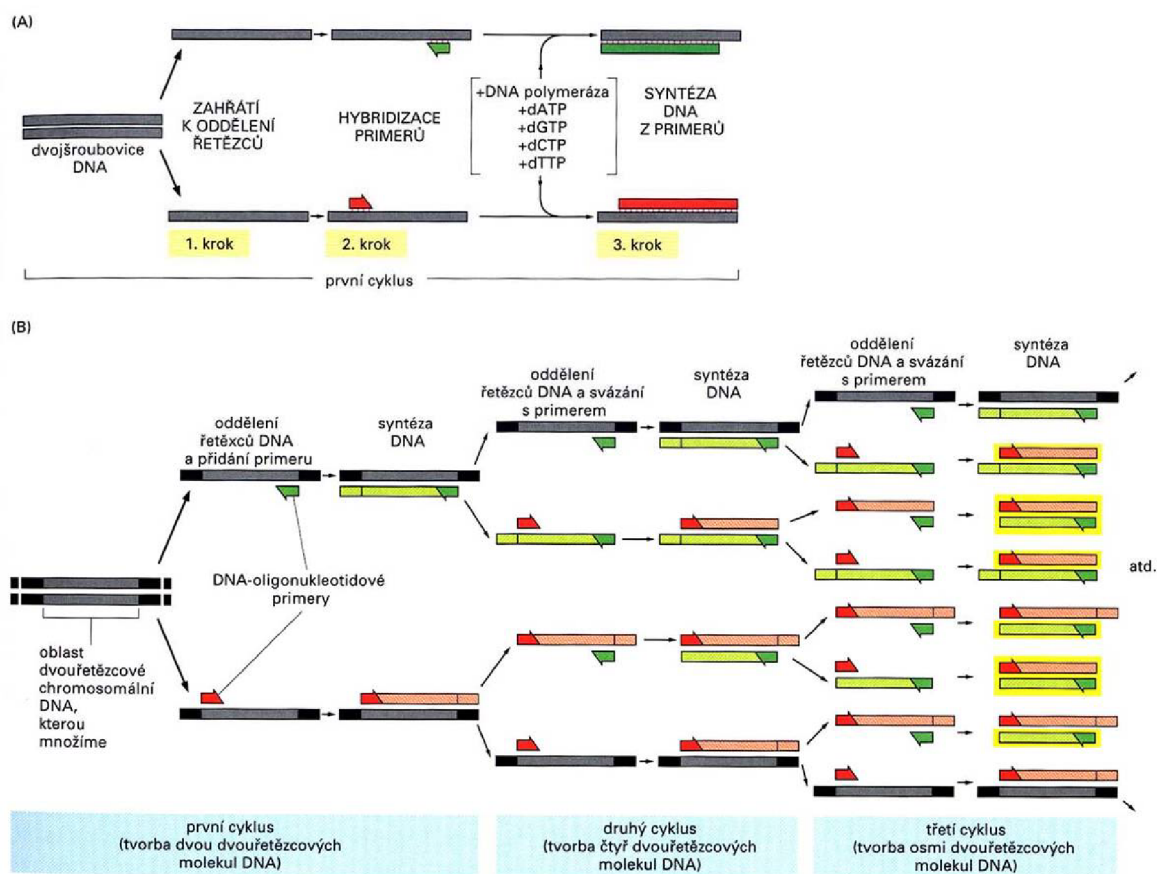 (A)
ZAHŘÁTÍ
K ODDĚLENÍ
ŘETĚZCŮ
HYBRIDIZACE
PRIMERŮ
+DNA polymeráza
+dATP
+dGTP
+dCTP
+dTTP
SYNTÉZA
DNA
Z PRIMERŮ
dvojšroubovice
DNA
1. krok
2. krok
3. krok
první cyklus
(B)
oddělení
řetěxců DNA
a přidání primeru
syntéza
DNA
oddělení
řetězců DNA a svázání
s primerem
syntéza
DNA
oddělení
řetězců DNA a svázání
s primerem
syntéza
DNA
DNA-oligonukleotidové
primery
atd.
oblast
dvouřetězcové
chromosomální
DNA,
kterou
množíme
první cyklus
(tvorba dvou dvouřetězcových
molekul DNA)
druhý cyklus
(tvorba čtyř dvouřetězcových
molekul DNA)
třetí cyklus
(tvorba osmi dvouřetězcových
molekul DNA)